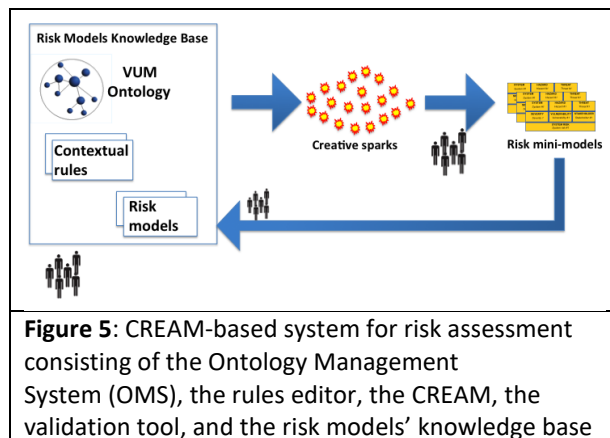 Risk Models Knowledge Base
VUM
Ontology
Contextual
rules
Risk
models
Creative sparks
Risk mini-models
Figure 5: CREAM-based system for risk assessment
consisting of the Ontology Management
System (OMS), the rules editor, the CREAM, the
validation tool, and the risk models’ knowledge base